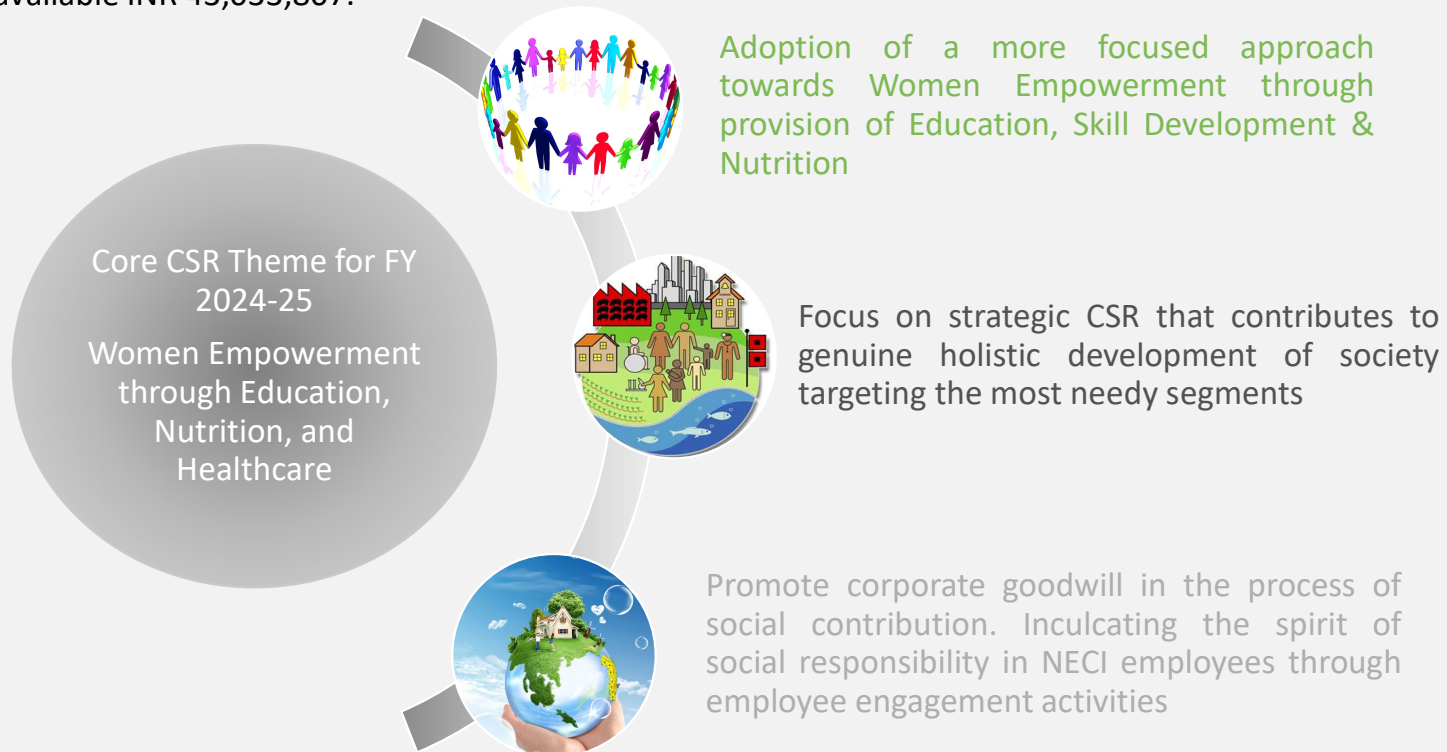 available INR
Adoption of a more focused approach
towards Women Empowerment through
provision of Education, Skill Development &
Nutrition
Core CSR Theme for FY
2024-25
Women Empowerment
through Education,
Nutrition, and
Healthcare
Focus on strategic CSR that contributes to
genuine holistic development of society
targeting the most needy segments
Promote corporate goodwill in the process of
social contribution. Inculcating the spirit of
social responsibility in NECI employees through
employee engagement activities